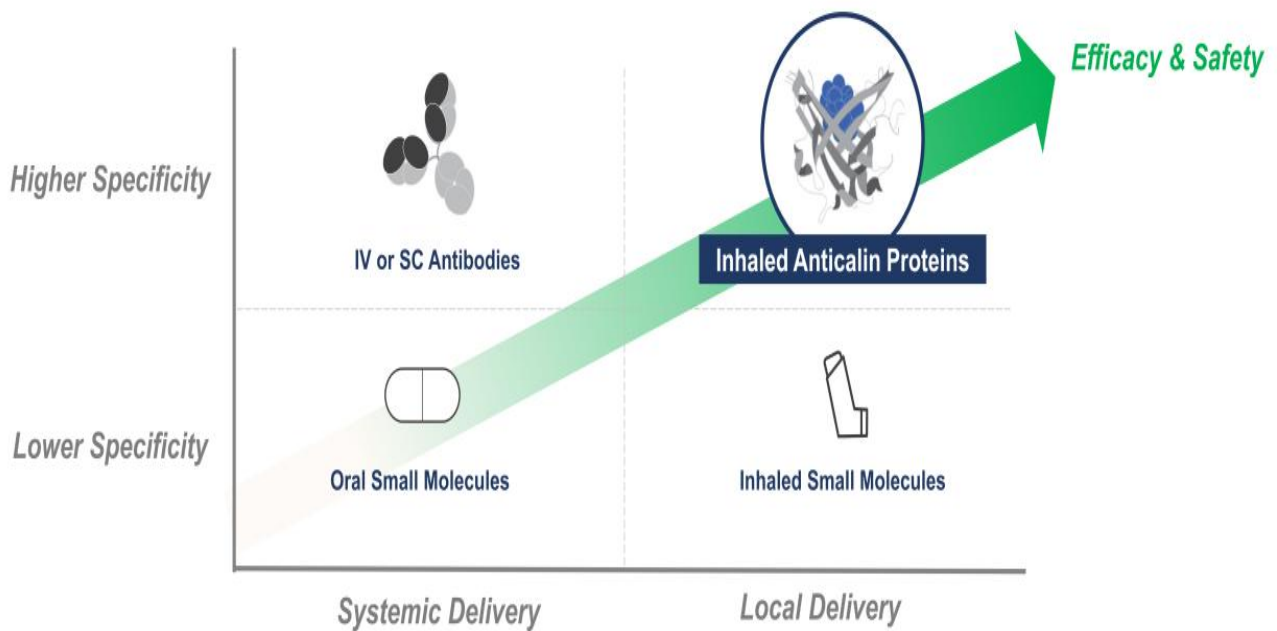 Efficacy & Safety
Higher Specificity
IV or SC Antibodies
Inhaled Anticalin Proteins
Lower Specificity
Oral Small Molecules
Inhaled Small Molecules
Systemic Delivery
Local Delivery